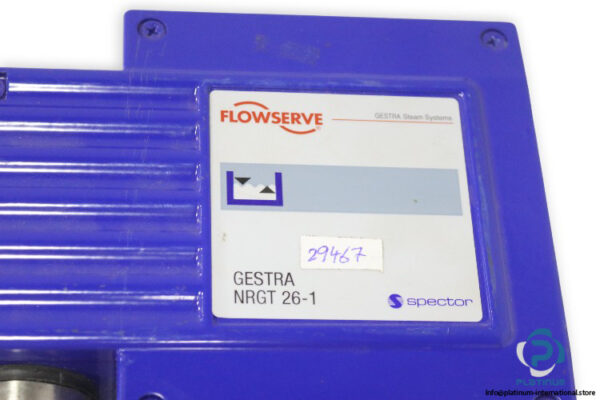 FLOWSERVE
®
GESTRA Steam Systems
29467
GESTRA
NRGT 26-1
spector
PLATINUM
info@platinum-international.store